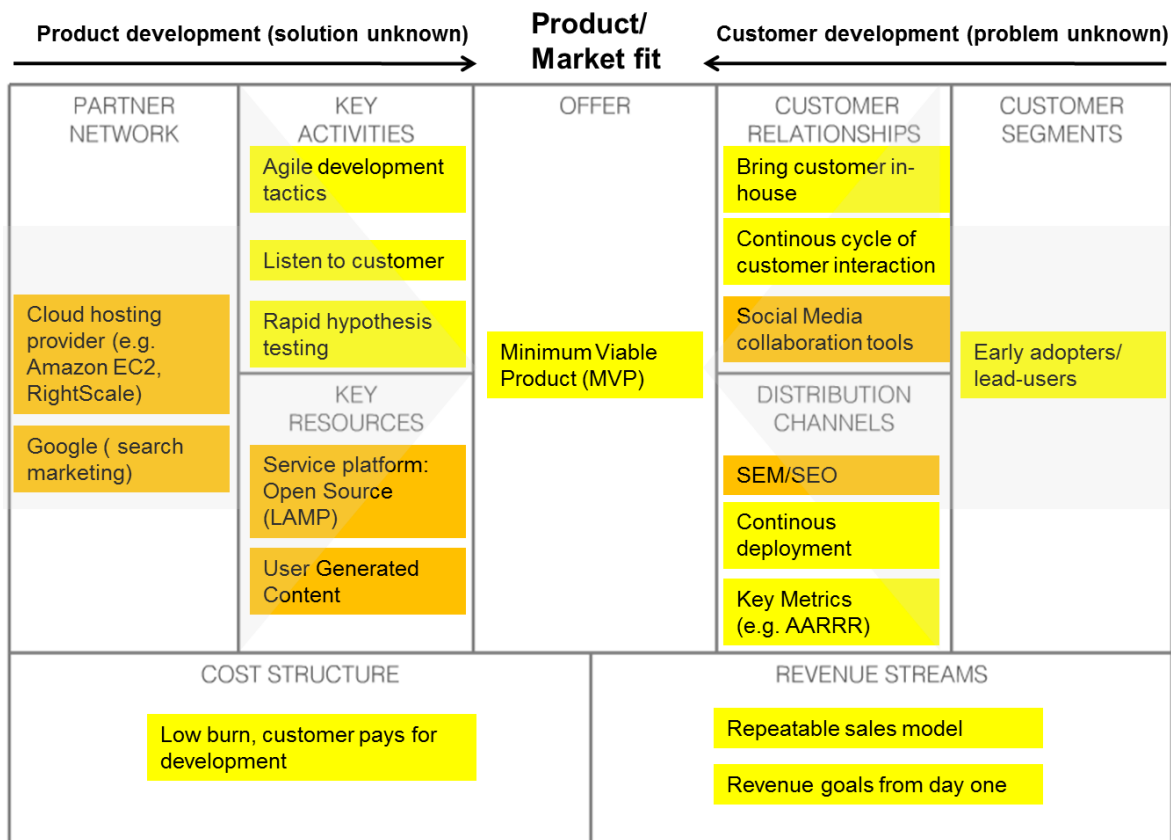 Product development (solution unknown)
Product/
Market fit
Customer development (problem unknown)
PARTNER
NETWORK
Cloud hosting
provider (e.g.
Amazon EC2,
RightScale)
Google ( search
marketing)
KEY
ACTIVITIES
Agile development
tactics
Listen to customer
Rapid hypothesis
testing
KEY
RESOURCES
Service platform:
Open Source
(LAMP)
User Generated
Content
OFFER
Minimum Viable
Product (MVP)
CUSTOMER
RELATIONSHIPS
Bring customer in-
house
Continous cycle of
customer interaction
Social Media
collaboration tools
DISTRIBUTION
CHANNELS
SEM/SEO
Continous
deployment
Key Metrics
(e.g. AARRR)
CUSTOMER
SEGMENTS
Early adopters/
lead-users
COST STRUCTURE
Low burn, customer pays for
development
REVENUE STREAMS
Repeatable sales model
Revenue goals from day one